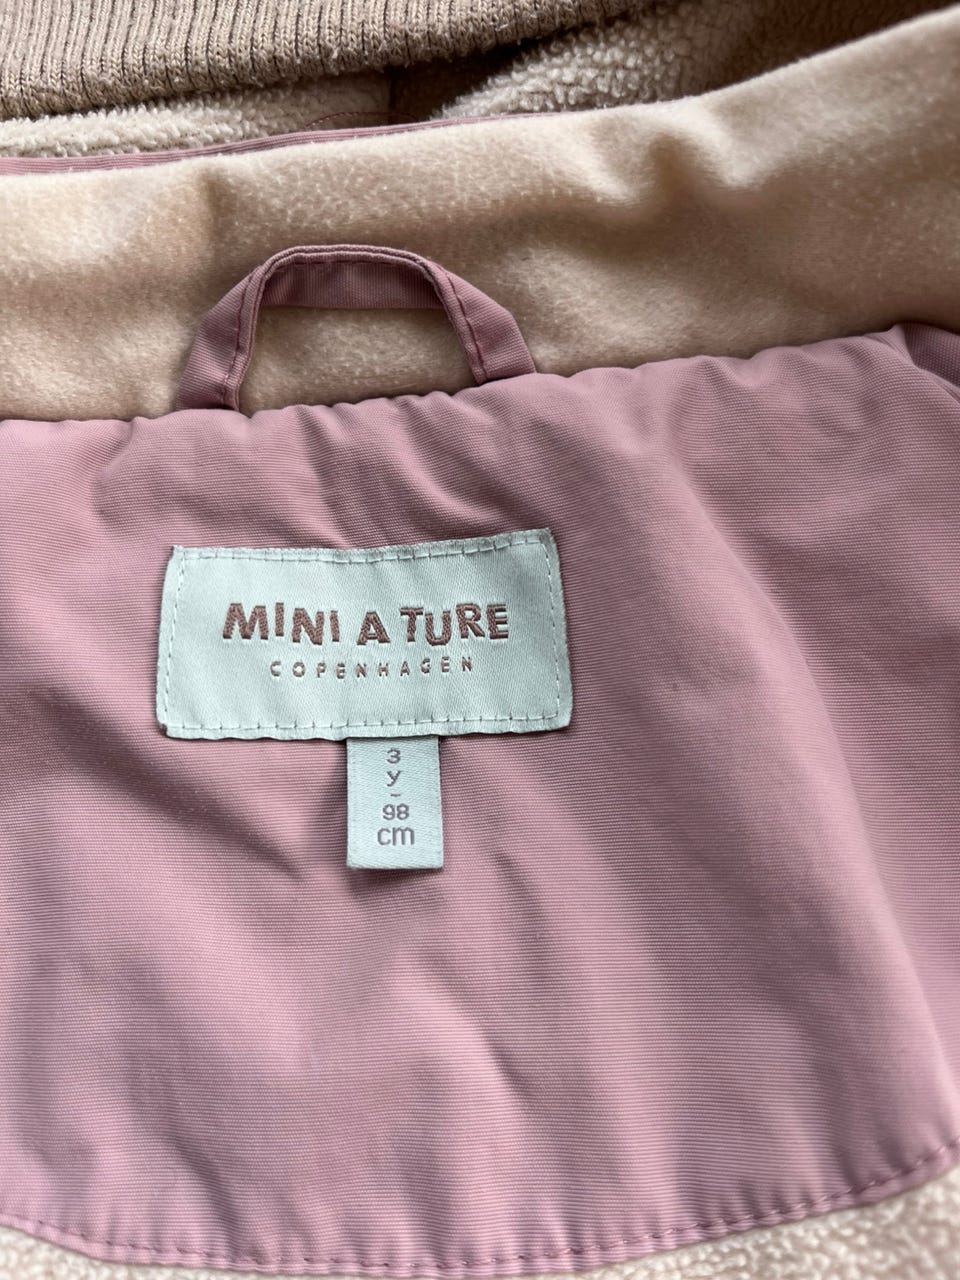 MINI A TURE
COPENHAGEN
3
y
-
98
cm